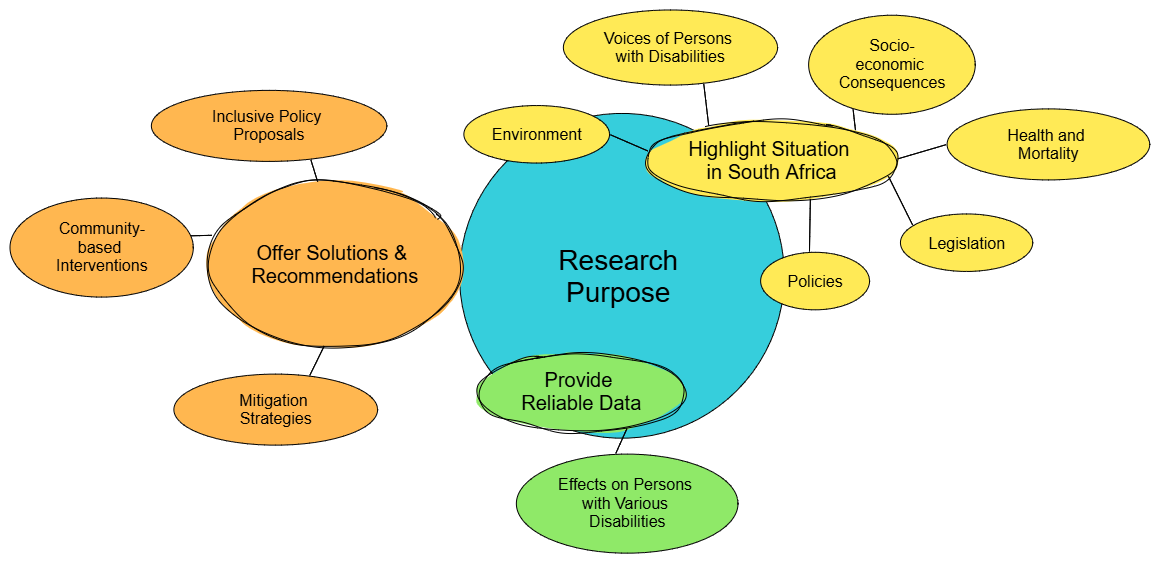 Voices of Persons
with Disabilities
Socio-
economic
Consequences
Inclusive Policy
Proposals
Environment
Highlight Situation
in South Africa
Health and
Mortality
Community-
based
Interventions
Offer Solutions &
Recommendations
Research
Purpose
Legislation
Policies
Provide
Reliable Data
Mitigation
Strategies
Effects on Persons
with Various
Disabilities